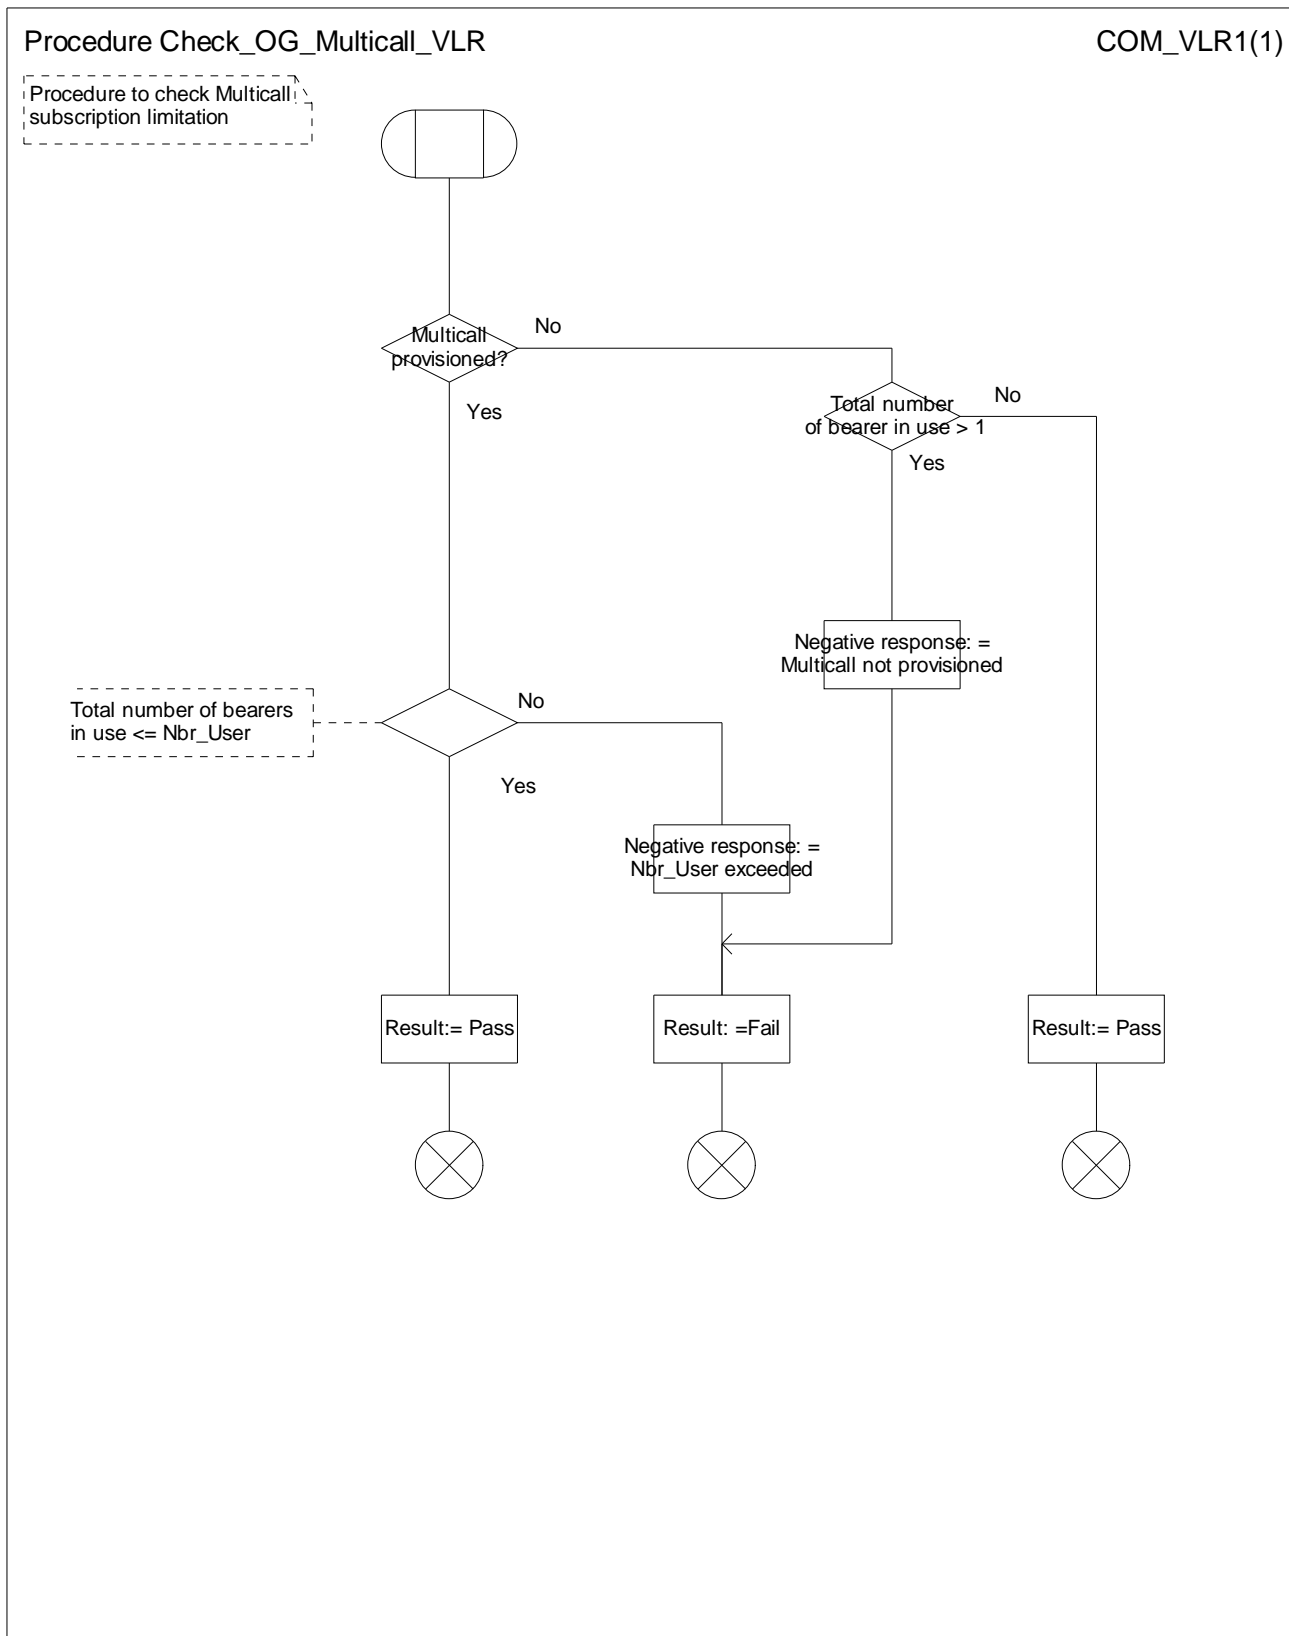 Procedure Check_OG_Multicall_VLR
COM_VLR1(1)
Procedure to check Multicall
subscription limitation
Multicall
provisioned?
No
Yes
Total number
of bearer in use > 1
No
Yes
Negative response: =
Multicall not provisioned
Total number of bearers
in use <= Nbr_User
No
Yes
Negative response: =
Nbr_User exceeded
Result:= Pass
Result: =Fail
Result:= Pass